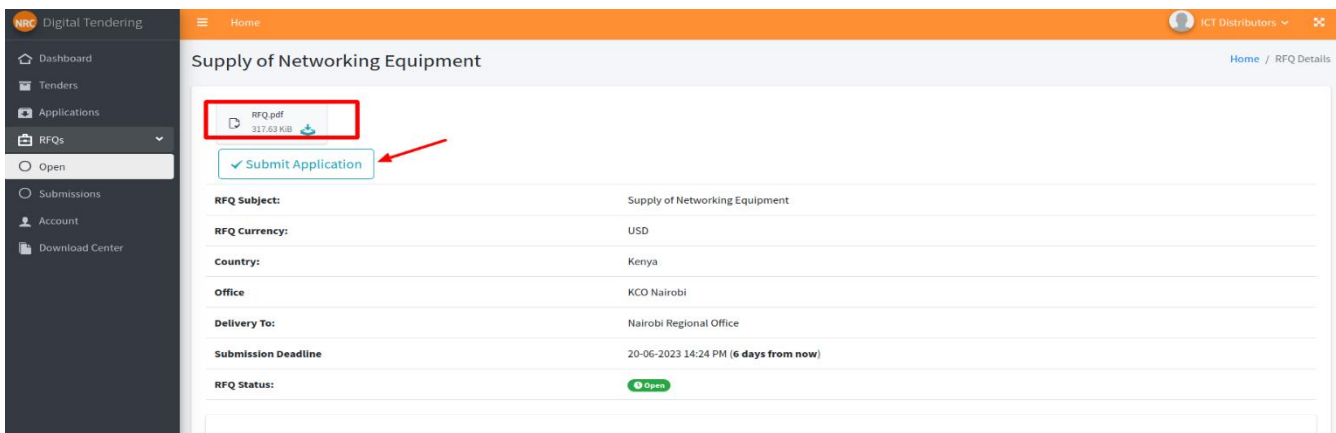 NRC Digital Tendering
Home
ICT Distributors
Dashboard
Tenders
Applications
RFQs
Open
Submissions
Account
Download Center
Supply of Networking Equipment
Home / RFQ Details
RFQ.pdf
317.63 KiB
Submit Application
RFQ Subject: Supply of Networking Equipment
RFQ Currency: USD
Country: Kenya
Office KCO Nairobi
Delivery To: Nairobi Regional Office
Submission Deadline 20-06-2023 14:24 PM (6 days from now)
RFQ Status: Open